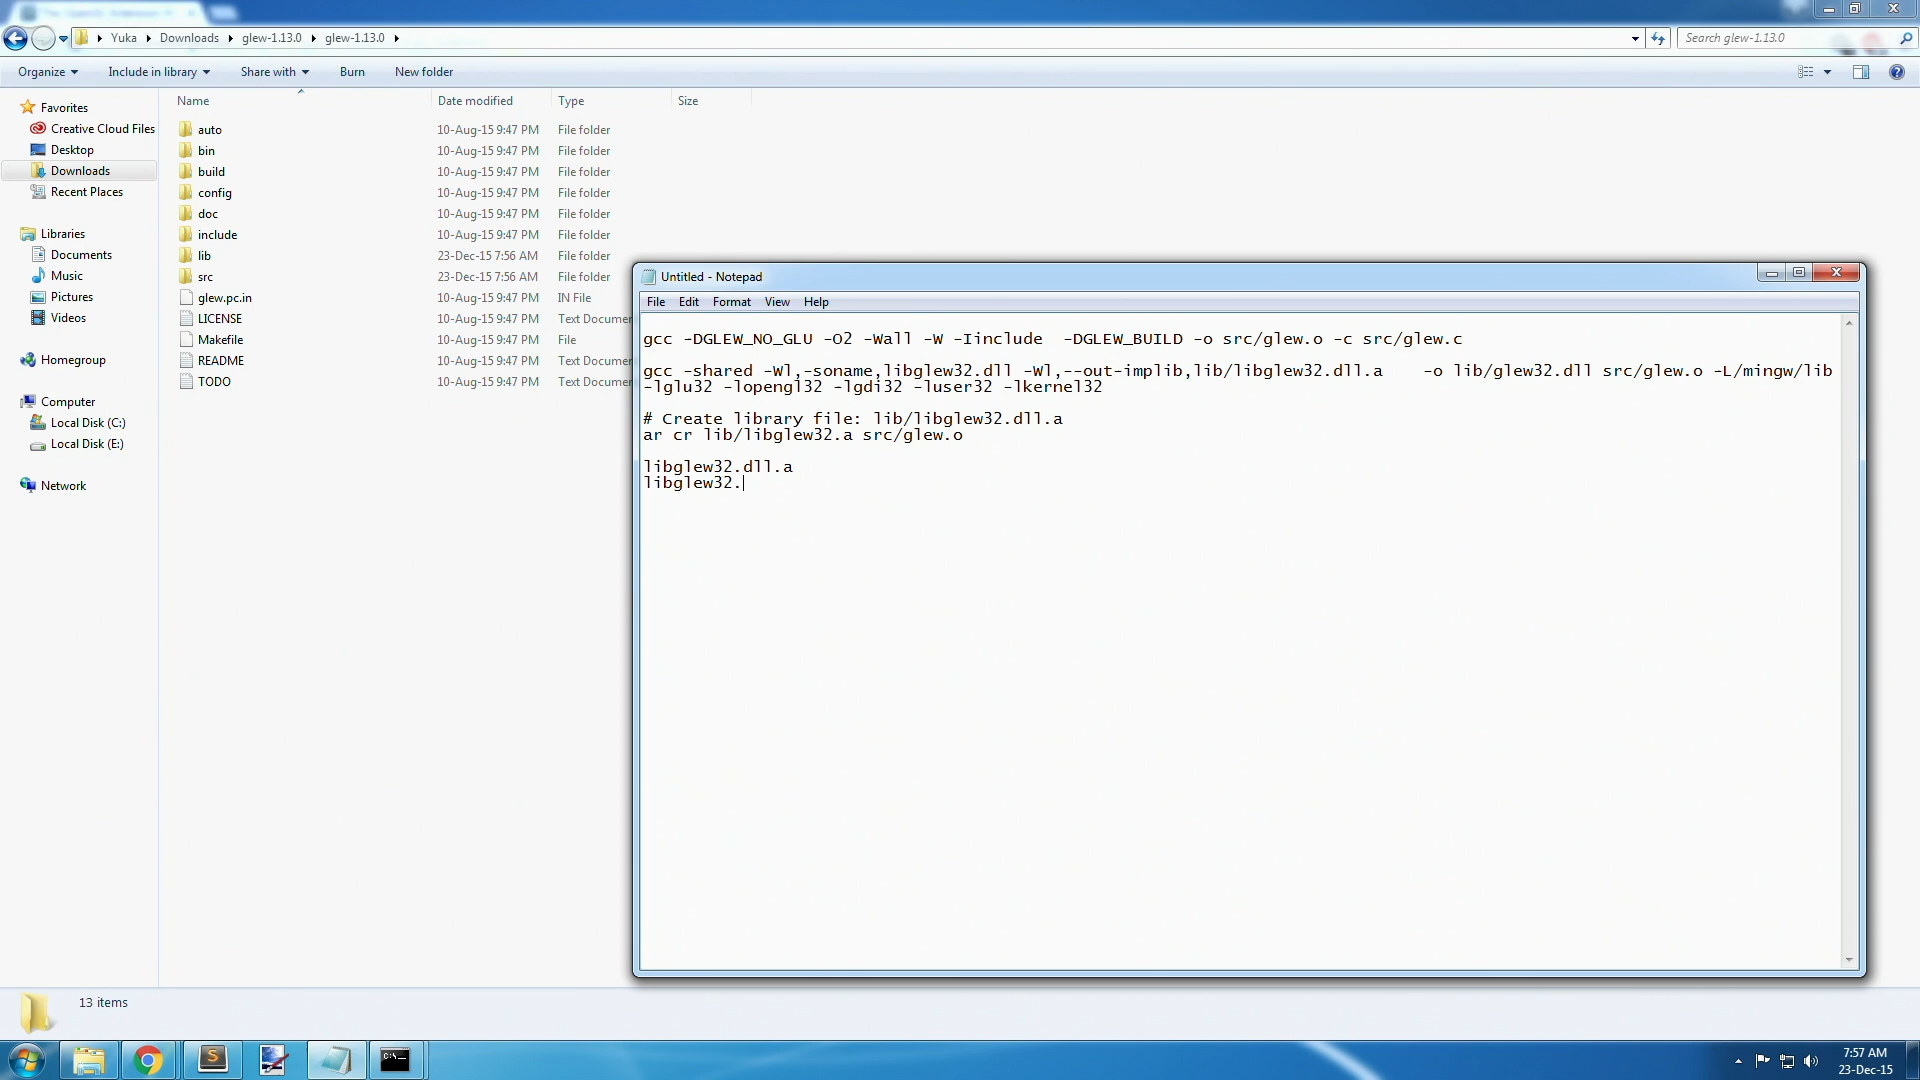 Yuka Downloads glew-1.13.0 glew-1.13.0 Search glew-1.13.0
Organize Include in library Share with Burn New folder
Name Date modified Type Size
Favorites
Creative Cloud Files
Desktop
Downloads
Recent Places
Libraries
Documents
Music
Pictures
Videos
Homegroup
Computer
Local Disk (C:)
Local Disk (E:)
Network
auto 10-Aug-15 9:47 PM File folder
bin 10-Aug-15 9:47 PM File folder
build 10-Aug-15 9:47 PM File folder
config 10-Aug-15 9:47 PM File folder
doc 10-Aug-15 9:47 PM File folder
include 10-Aug-15 9:47 PM File folder
lib 23-Dec-15 7:56 AM File folder
src 23-Dec-15 7:56 AM File folder
glew.pc.in 10-Aug-15 9:47 PM IN File
LICENSE 10-Aug-15 9:47 PM Text Docume
Makefile 10-Aug-15 9:47 PM File
README 10-Aug-15 9:47 PM Text Docume
TODO 10-Aug-15 9:47 PM Text Docume
Untitled - Notepad
File Edit Format View Help
gcc -DGLEW_NO_GLU -O2 -Wall -W -Iinclude  -DGLEW_BUILD -o src/glew.o -c src/glew.c
gcc -shared -Wl,-soname,libglew32.dll -Wl,--out-implib,lib/libglew32.dll.a    -o lib/glew32.dll src/glew.o -L/mingw/lib
-lglu32 -lopengl32 -lgdi32 -luser32 -lkernel32
# Create library file: lib/libglew32.dll.a
ar cr lib/libglew32.a src/glew.o
libglew32.dll.a
libglew32.
13 items
7:57 AM
23-Dec-15